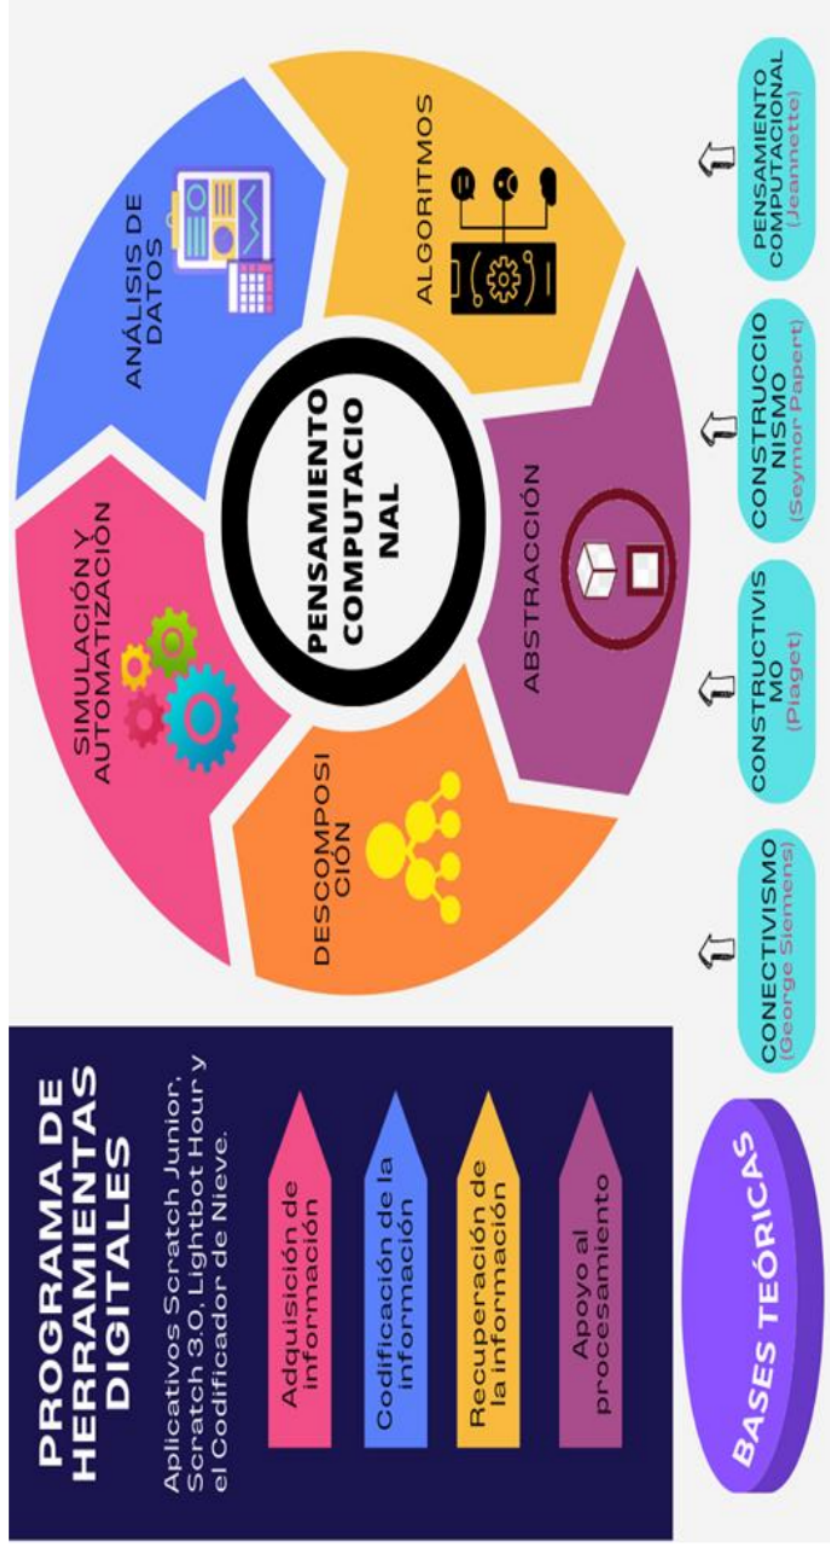 PROGRAMA DE
HERRAMIENTAS
DIGITALES
Aplicativos Scratch Junior,
Scratch 3.0, Lightbot Hour y
el Codificador de Nieve.
Adquisición de
información
Codificación de la
información
Recuperación de
la información
Apoyo al
procesamiento
SIMULACIÓN Y
AUTOMATIZACIÓN
ANÁLISIS DE
DATOS
ALGORITMOS
ABSTRACCIÓN
DESCOMPOSI
CIÓN
PENSAMIENTO
COMPUTACIO
NAL
BASES TEÓRICAS
CONECTIVISMO
(George Siemens)
CONSTRUCTIVIS
MO
(Piaget)
CONSTRUCCIO
NISMO
(Seymor Papert)
PENSAMIENTO
COMPUTACIONAL
(Jeannette)